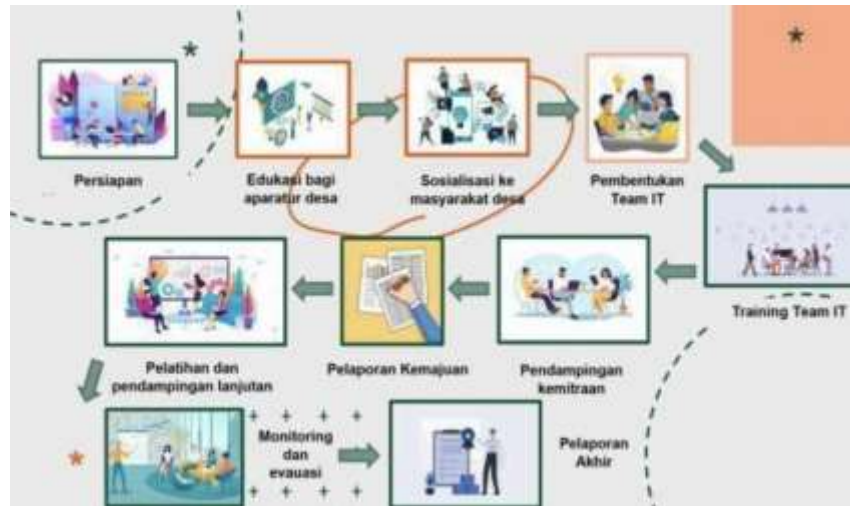 Persiapan
Edukasi bagi
aparatur desa
Sosialisasi ke
masyarakat desa
Pembentukan
Team IT
Training Team IT
Pendampingan
kemitraan
Pelaporan Kemajuan
Pelatihan dan
pendampingan lanjutan
Monitoring
dan
evauasi
Pelaporan
Akhir